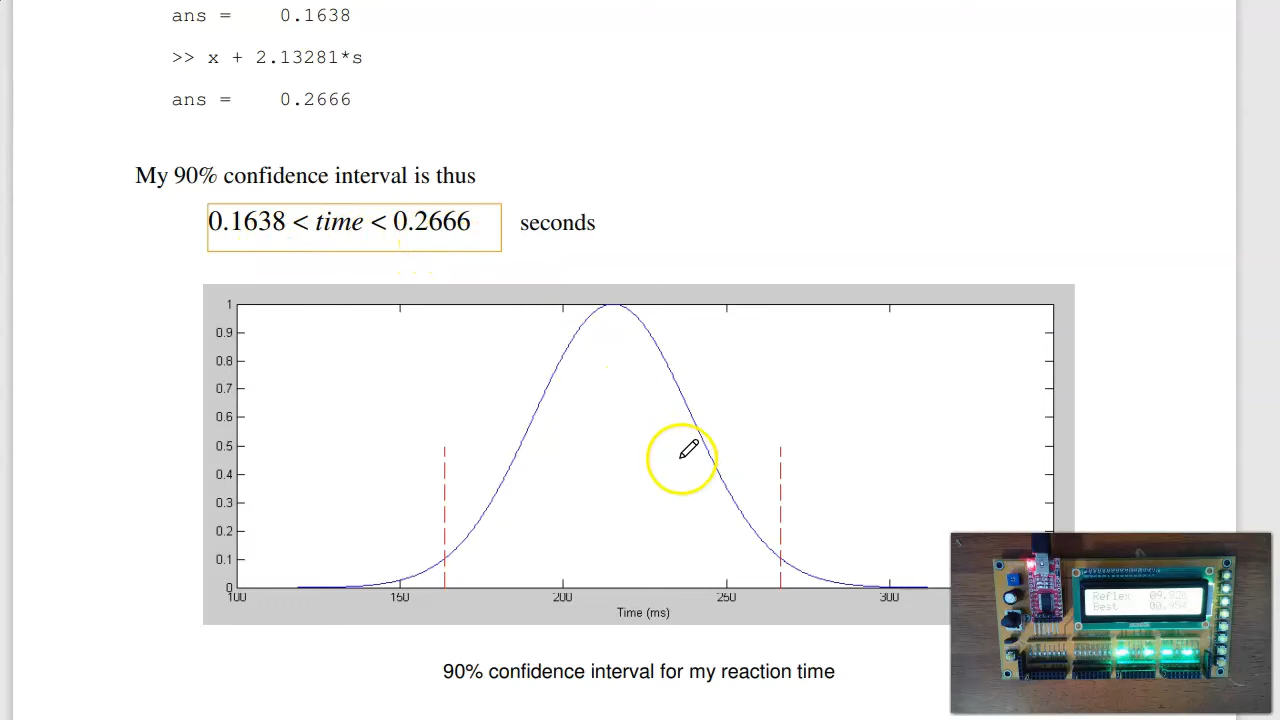 ans =    0.1638
>> x + 2.13281*s
ans =    0.2666
My 90% confidence interval is thus
0.1638 < time < 0.2666 seconds
1
0.9
0.8
0.7
0.6
0.5
0.4
0.3
0.2
0.1
0
100 150 200 250 300
Time (ms)
90% confidence interval for my reaction time
Reflex
Best